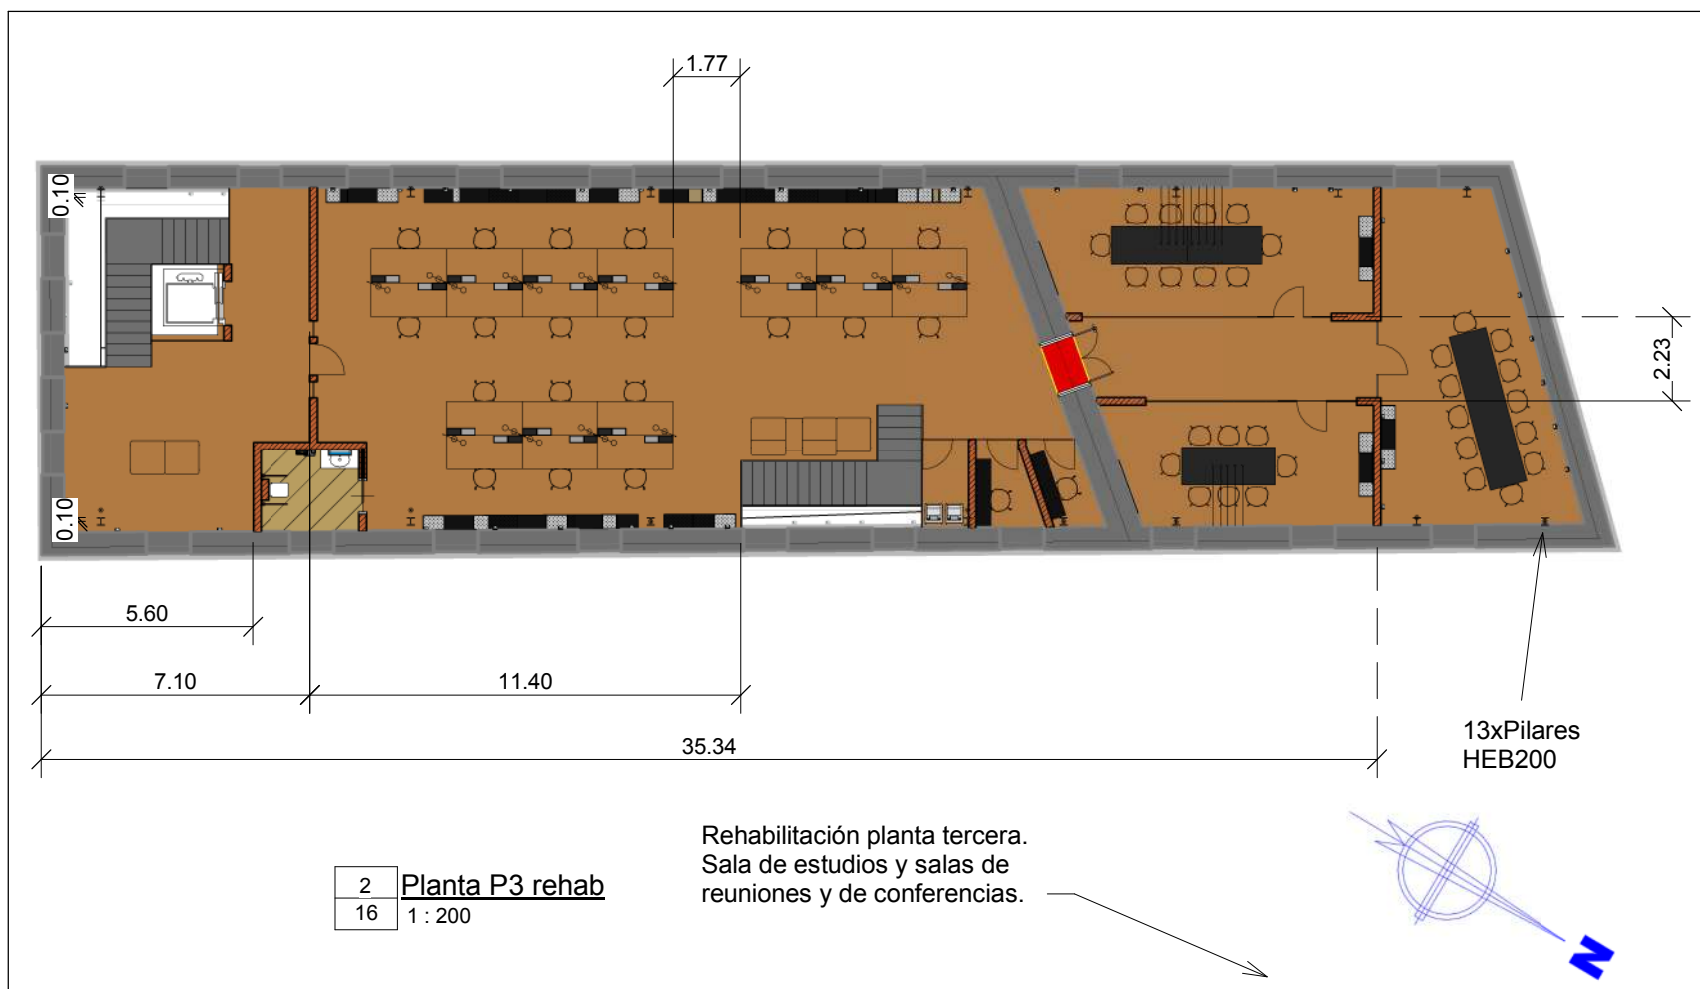 1.77
0.10
0.10
2.23
5.60
7.10
11.40
35.34
13xPilares
HEB200
Rehabilitación planta tercera.
Sala de estudios y salas de
reuniones y de conferencias.
2
Planta P3 rehab
16
1 : 200
N